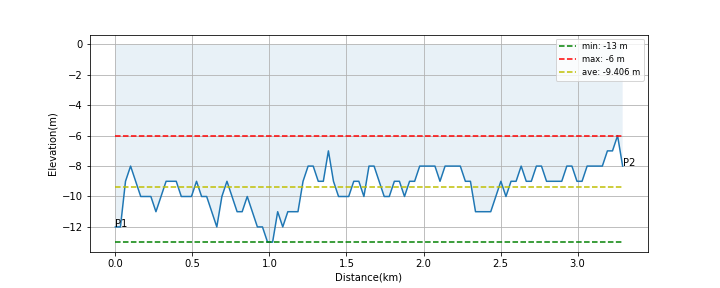 min: -13 m
max: -6 m
ave: -9.406 m
0
−2
−4
−6
−8
−10
−12
Elevation(m)
P1
P2
0.0 0.5 1.0 1.5 2.0 2.5 3.0
Distance(km)